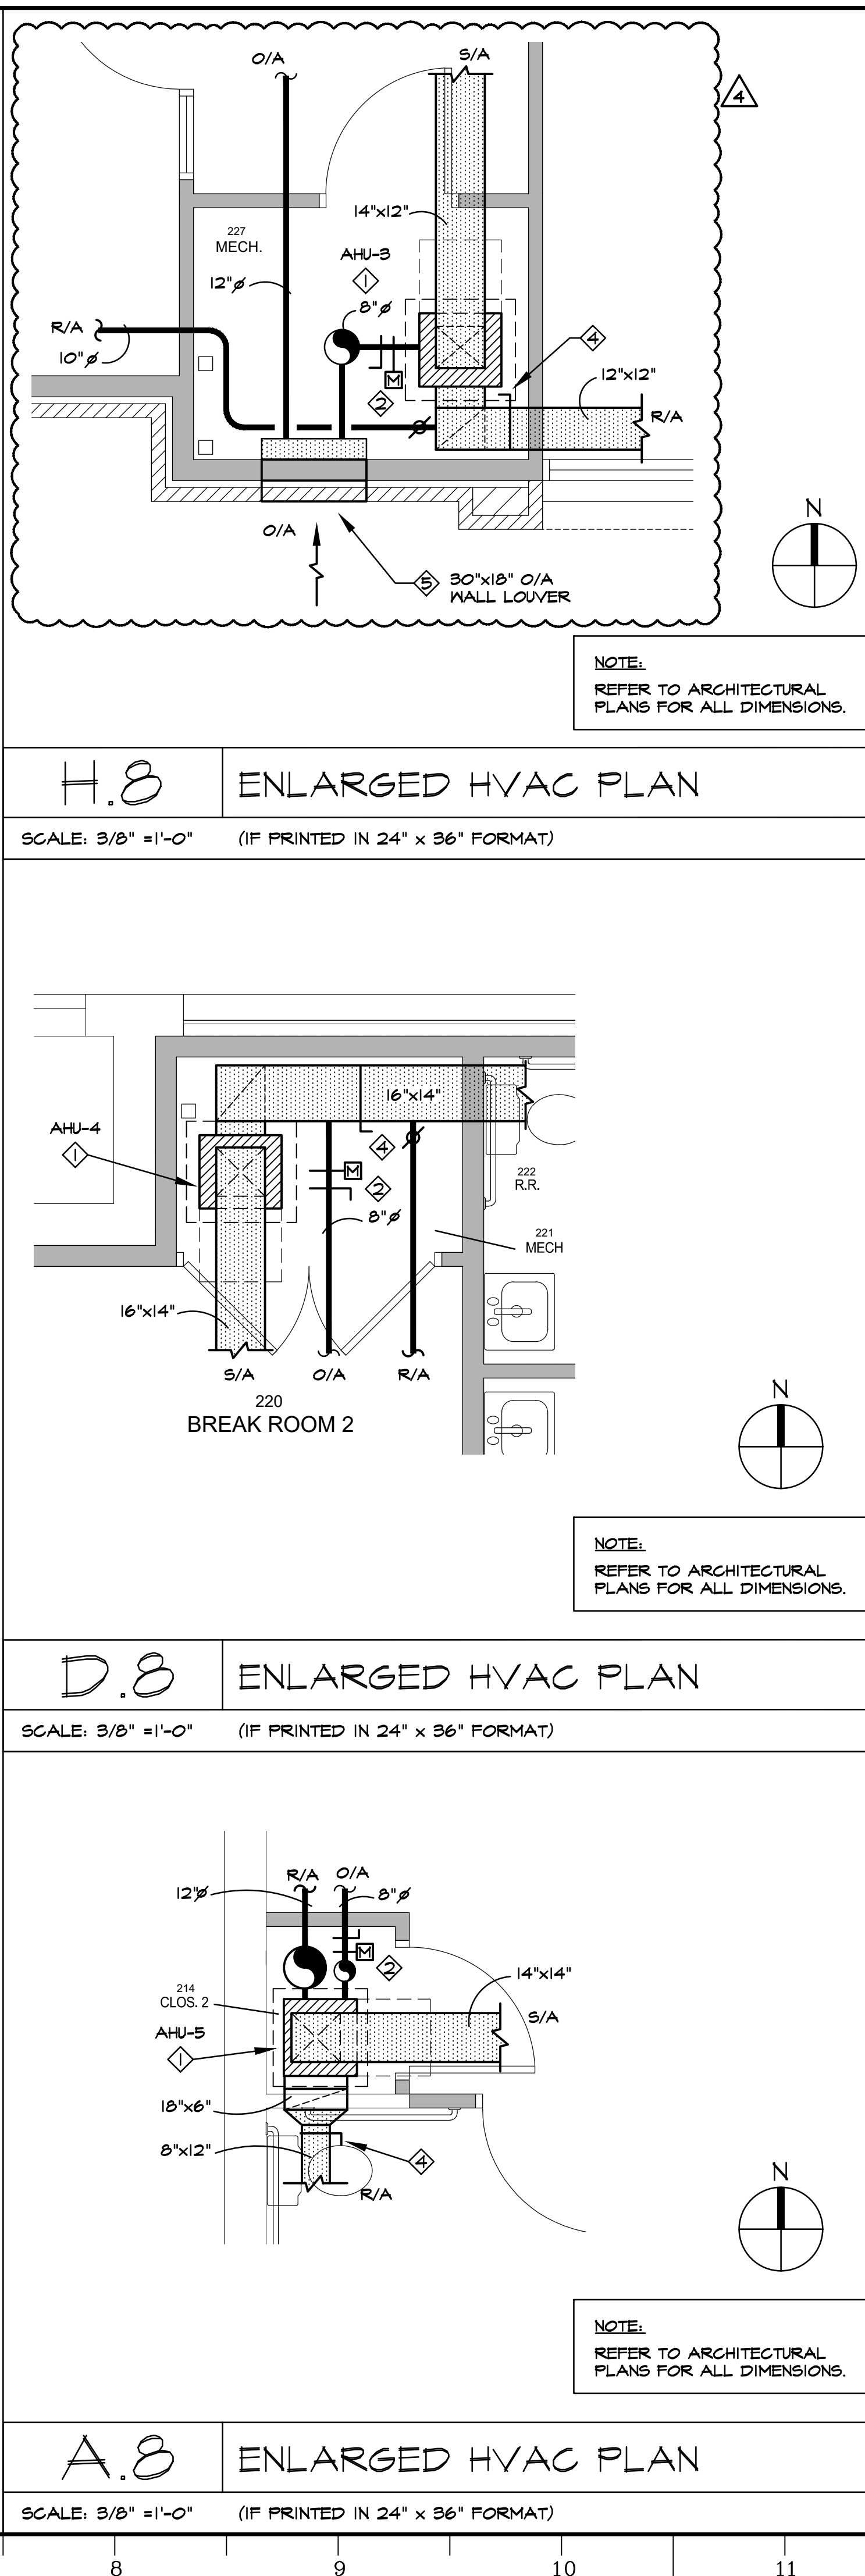 O/A
S/A
4
14"x12"
227
MECH.
AHU-3
1
12"ø
8"ø
R/A
10"ø
4
M
2
12"x12"
R/A
O/A
5
30"x18" O/A
WALL LOUVER
N
NOTE:
REFER TO ARCHITECTURAL
PLANS FOR ALL DIMENSIONS.
H.8
ENLARGED HVAC PLAN
SCALE: 3/8" =1'-0" (IF PRINTED IN 24" x 36" FORMAT)
16"x14"
AHU-4
1
4
M
2
222
R.R.
8"ø
221
MECH
16"x14"
S/A
O/A
R/A
220
BREAK ROOM 2
N
NOTE:
REFER TO ARCHITECTURAL
PLANS FOR ALL DIMENSIONS.
D.8
ENLARGED HVAC PLAN
SCALE: 3/8" =1'-0" (IF PRINTED IN 24" x 36" FORMAT)
R/A
O/A
12"ø
8"ø
M
2
14"x14"
214
CLOS. 2
S/A
AHU-5
1
18"x6"
8"x12"
4
R/A
N
NOTE:
REFER TO ARCHITECTURAL
PLANS FOR ALL DIMENSIONS.
A.8
ENLARGED HVAC PLAN
SCALE: 3/8" =1'-0" (IF PRINTED IN 24" x 36" FORMAT)
8 9 10 11